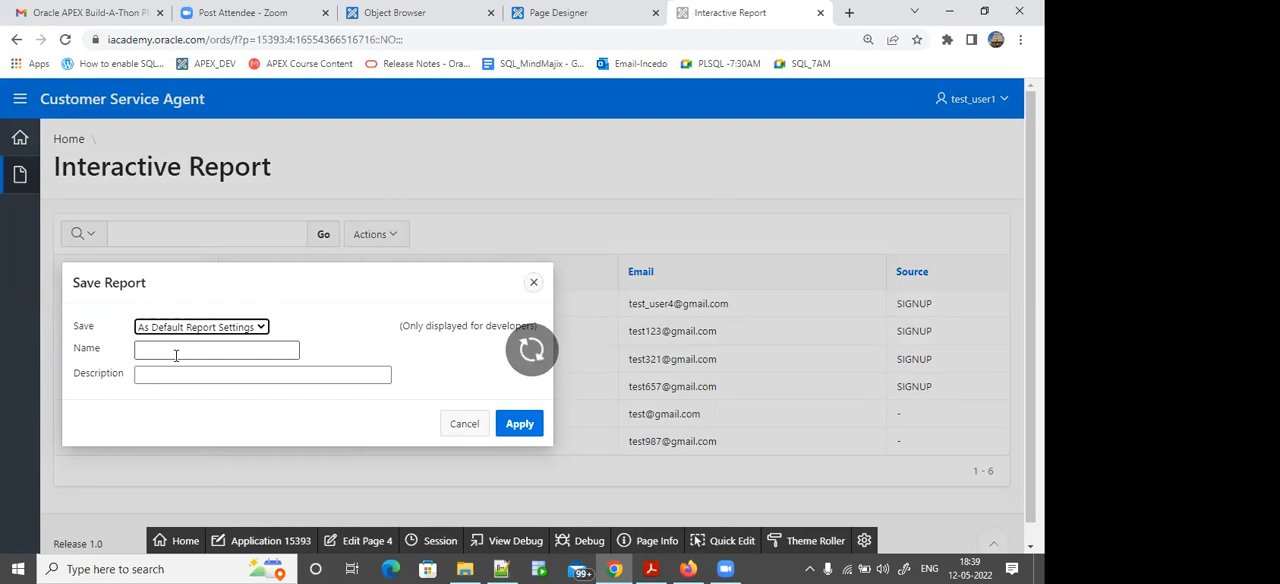 Oracle APEX Build-A-Thon P
Post Attendee - Zoom
Object Browser
Page Designer
Interactive Report
iacademy.oracle.com/ords/f?p=15393:4:16554366516716::NO:::
Apps
How to enable SQL...
APEX_DEV
APEX Course Content
Release Notes - Ora...
SQL_MindMajix - G...
Email-Incedo
PLSQL -7:30AM
SQL_7AM
Customer Service Agent
test_user1
Home \
Interactive Report
Go
Actions
Email
Source
Save Report
test_user4@gmail.com
SIGNUP
Save
As Default Report Settings
(Only displayed for developers)
test123@gmail.com
SIGNUP
Name
test321@gmail.com
SIGNUP
Description
test657@gmail.com
SIGNUP
Cancel
Apply
test@gmail.com
-
test987@gmail.com
-
1 - 6
Release 1.0
Home
Application 15393
Edit Page 4
Session
View Debug
Debug
Page Info
Quick Edit
Theme Roller
Type here to search
99+
ENG
18:39
12-05-2022